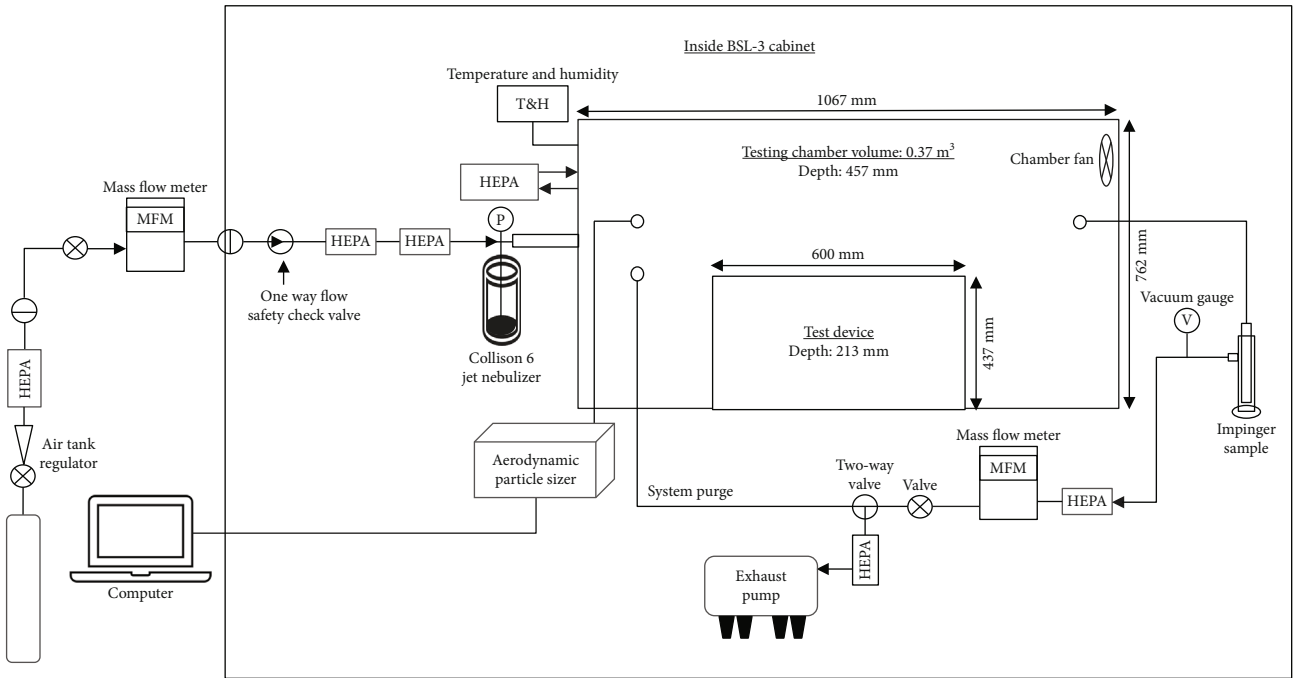 Inside BSL-3 cabinet
Temperature and humidity
T&H
1067 mm
Testing chamber volume: 0.37 m³
Depth: 457 mm
Chamber fan
HEPA
Mass flow meter
MFM
P
HEPA
HEPA
762 mm
600 mm
One way flow
safety check valve
Vacuum gauge
V
Test device
Depth: 213 mm
437 mm
Collison 6
jet nebulizer
HEPA
Impinger
sample
Air tank
regulator
Mass flow meter
MFM
Aerodynamic
particle sizer
Two-way
valve
Valve
System purge
HEPA
HEPA
Exhaust
pump
Computer